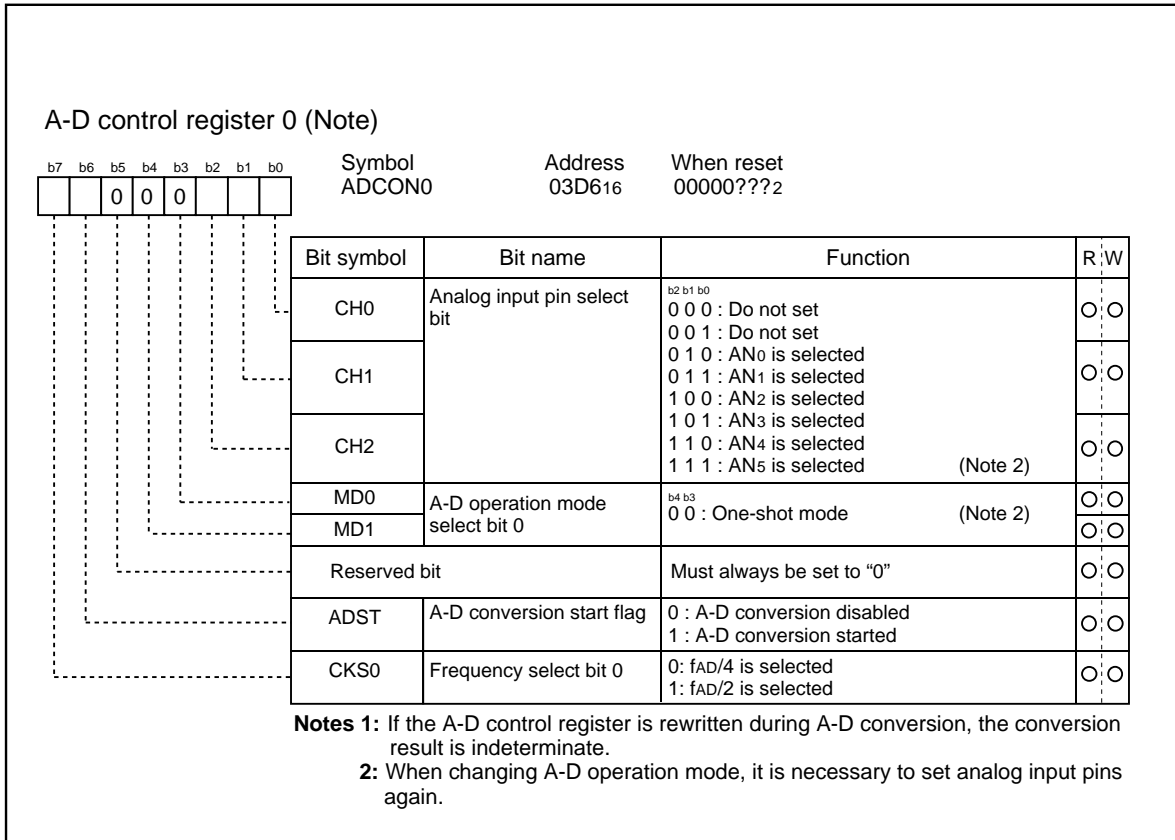 A-D control register 0 (Note)
b7 b6 b5 b4 b3 b2 b1 b0
0 0 0
Symbol Address When reset
ADCON0 03D616 00000???2
Bit symbol Bit name Function R W
CH0 Analog input pin select bit
b2 b1 b0
0 0 0 : Do not set
0 0 1 : Do not set
0 1 0 : AN0 is selected
CH1
0 1 1 : AN1 is selected
1 0 0 : AN2 is selected
1 0 1 : AN3 is selected
CH2
1 1 0 : AN4 is selected
1 1 1 : AN5 is selected (Note 2)
MD0
MD1
A-D operation mode
select bit 0
b4 b3
0 0 : One-shot mode (Note 2)
Reserved bit Must always be set to “0”
ADST A-D conversion start flag 0 : A-D conversion disabled
1 : A-D conversion started
CKS0 Frequency select bit 0 0: fAD/4 is selected
1: fAD/2 is selected
Notes 1: If the A-D control register is rewritten during A-D conversion, the conversion
result is indeterminate.
2: When changing A-D operation mode, it is necessary to set analog input pins
again.